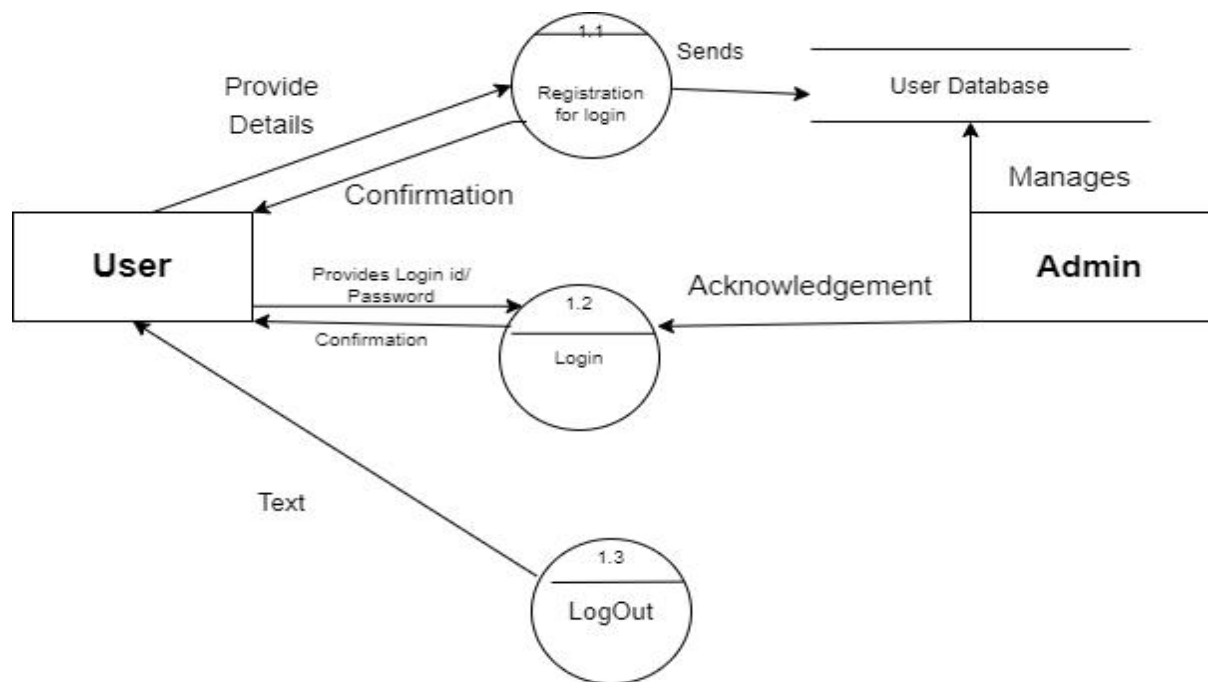 1.1
Sends
Provide
Details
Registration
for login
User Database
Confirmation
Manages
User
Admin
Provides Login id/
Password
Acknowledgement
1.2
Confirmation
Login
Text
1.3
LogOut